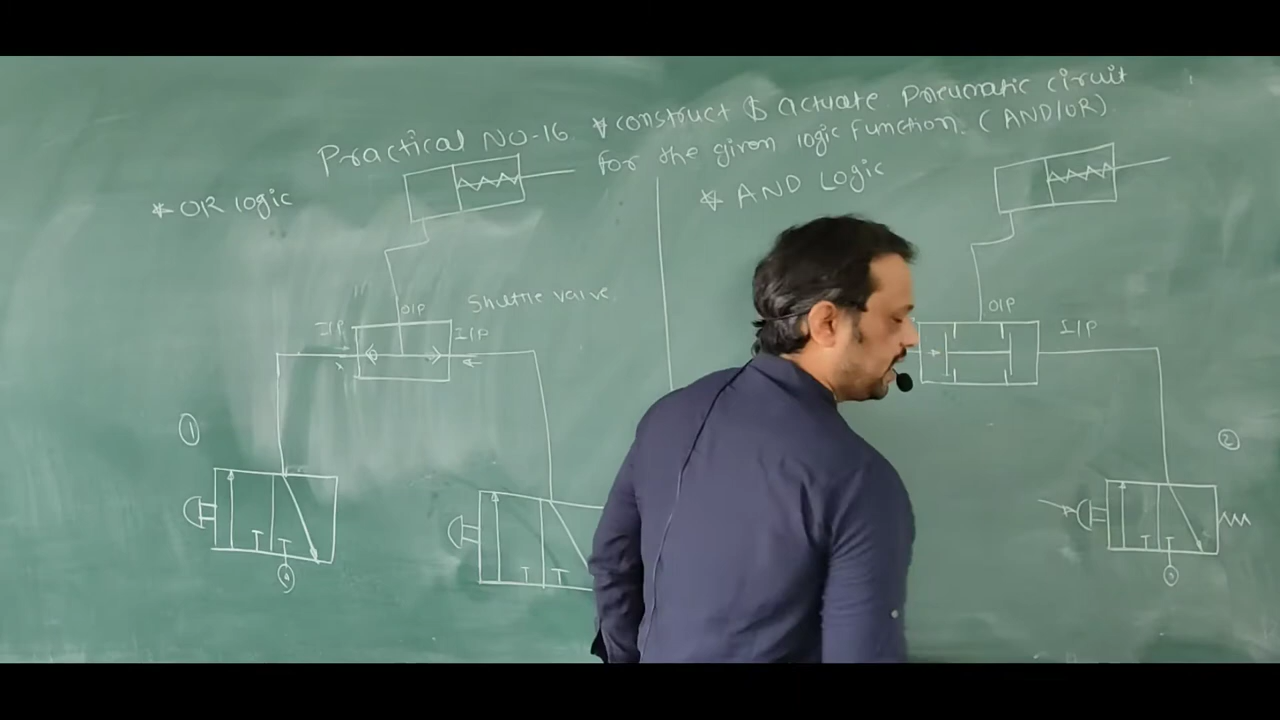 Practical NO-16 * construct & actuate Pneumatic circuit
for the given logic function. (AND/OR)
* OR logic
* AND Logic
Shuttle valve
O/P
I/P
I/P
O/P
I/P
1
2